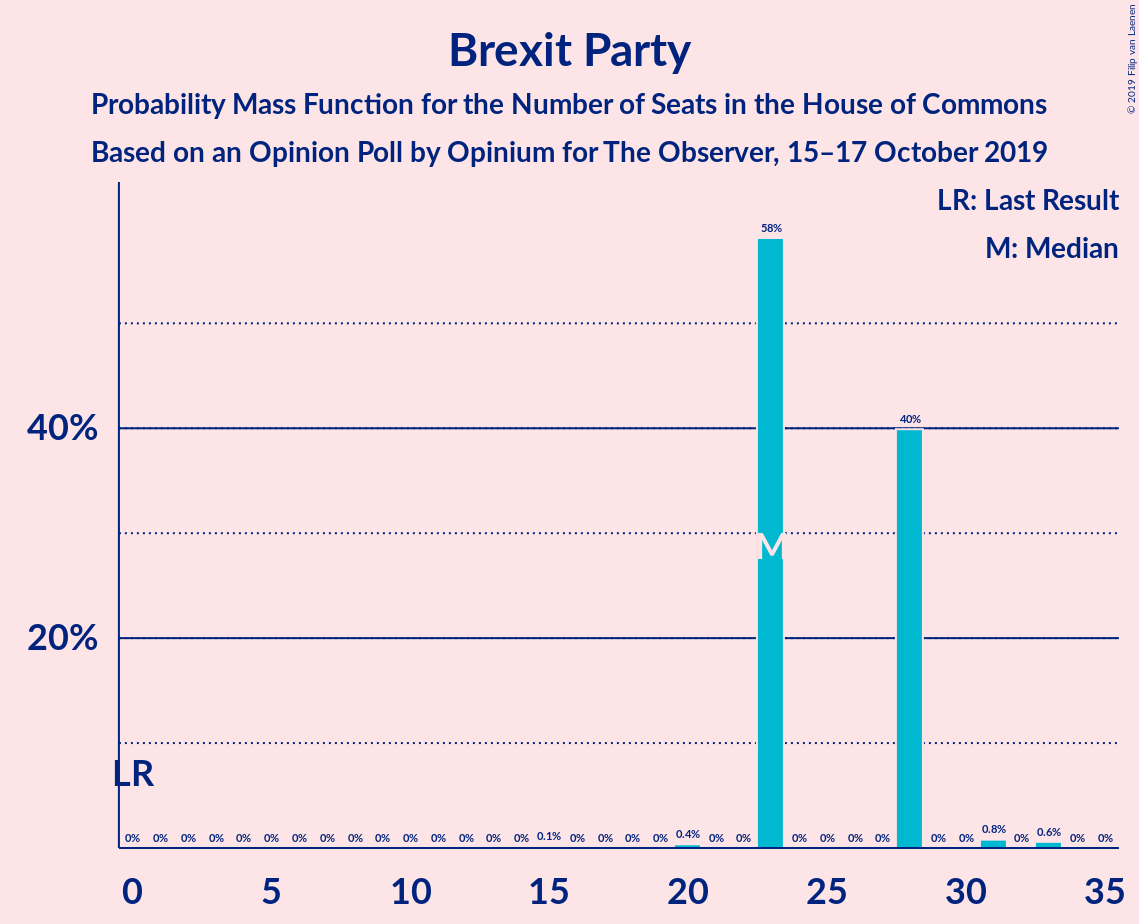 Brexit Party
Probability Mass Function for the Number of Seats in the House of Commons
Based on an Opinion Poll by Opinium for The Observer, 15–17 October 2019
© 2019 Filip van Laenen
LR: Last Result
M: Median
58%
40%
40%
M
20%
LR
0% 0% 0% 0% 0% 0% 0% 0% 0% 0% 0% 0% 0% 0% 0% 0.1% 0% 0% 0% 0% 0.4% 0% 0% 0% 0% 0% 0% 0% 0% 0.8% 0% 0.6% 0% 0%
0 5 10 15 20 25 30 35